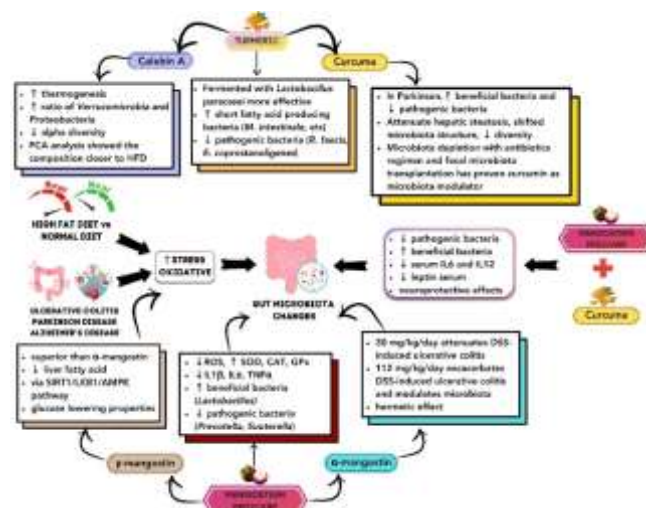 TURMERIC
Calebin A
Curcuma
↑ thermogenesis
↑ ratio of Verrucomicrobia and
Proteobacteria
↓ alpha diversity
PCA analysis showed the
composition closer to HFD
Fermented with Lactobacillus
paracasei more effective
↑ short fatty acid producing
bacteria (M. intestinale, etc)
↓ pathogenic bacteria (R. faecis,
In Parkinson, ↑ beneficial bacteria and
↓ pathogenic bacteria
Attenuate hepatic steatosis, shifted
microbiota structure, ↓ diversity
Microbiota depletion with antibiotics
regimen and fecal microbiota
transplantation has proven curcumin as
microbiota modulator
HIGH FAT DIET vs
NORMAL DIET
↑ STRESS
OXIDATIVE
GUT MICROBIOTA
CHANGES
↓ pathogenic bacteria
↑ beneficial bacteria
↓ serum IL6 and IL12
↓ leptin serum
neuroprotective effects
Curcuma
ULCERATIVE COLITIS
PARKINSON DISEASE
ALZHEIMER'S DISEASE
superior than α-mangostin
↓ liver fatty acid
via SIRT1/LKB1/AMPK
pathway
glucose lowering properties
↓ ROS, ↑ SOD, CAT, GPs
↓ IL1β, IL6, TNFα
↑ beneficial bacteria
(Lactobacillus)
↓ pathogenic bacteria
(Prevotella, Sutterella)
30 mg/kg/day attenuates DSS-
induced ulcerative colitis
112 mg/kg/day exacerbates
DSS-induced ulcerative colitis
and modulates microbiota
hormetic effect
γ-mangostin
α-mangostin